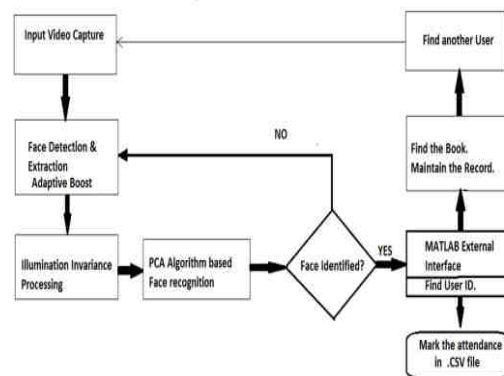 Input Video Capture
Find another User
NO
Face Detection &
Extraction
Adaptive Boost
Find the Book.
Maintain the Record.
Illumination Invariance
Processing
PCA Algorithm based
Face recognition
Face Identified?
YES
MATLAB External
Interface
Find User ID.
Mark the attendance
in .CSV file